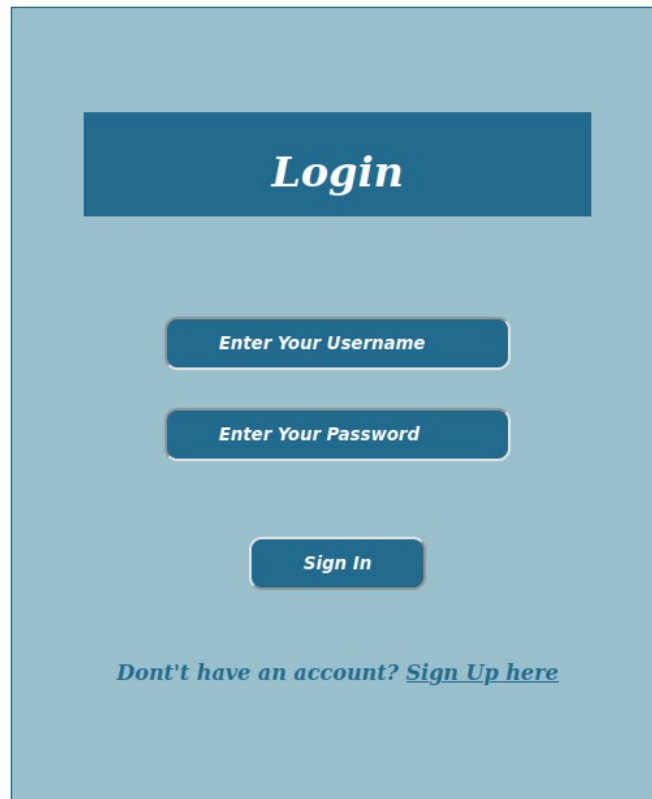 Login
Enter Your Username
Enter Your Password
Sign In
Dont't have an account? Sign Up here